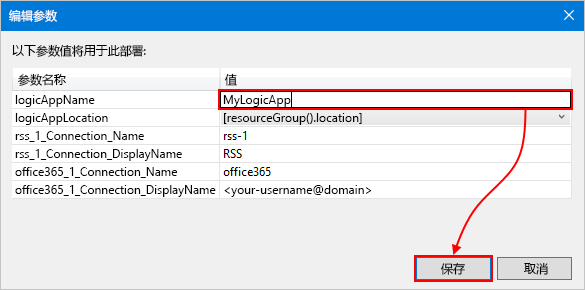 编辑参数
以下参数值将用于此部署:
参数名称 值
logicAppName MyLogicApp
logicAppLocation [resourceGroup().location]
rss_1_Connection_Name rss-1
rss_1_Connection_DisplayName RSS
office365_1_Connection_Name office365
office365_1_Connection_DisplayName <your-username@domain>
保存 取消